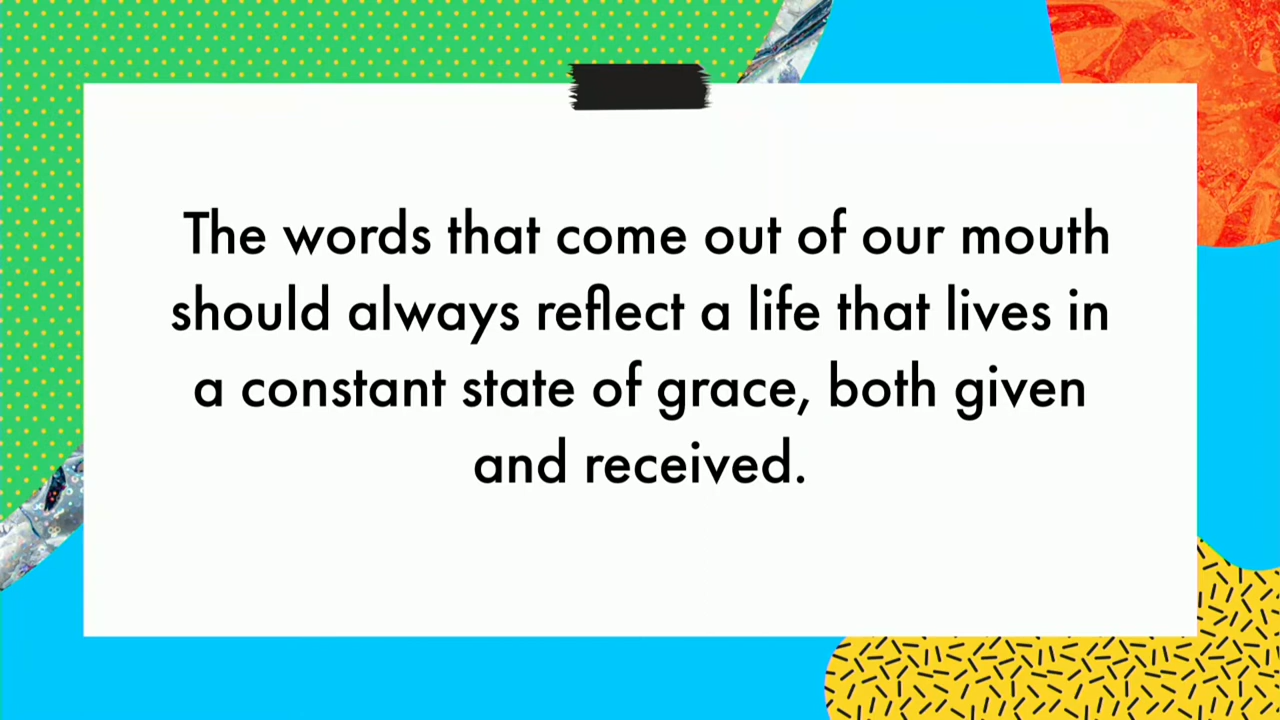 The words that come out of our mouth
should always reflect a life that lives in
a constant state of grace, both given
and received.